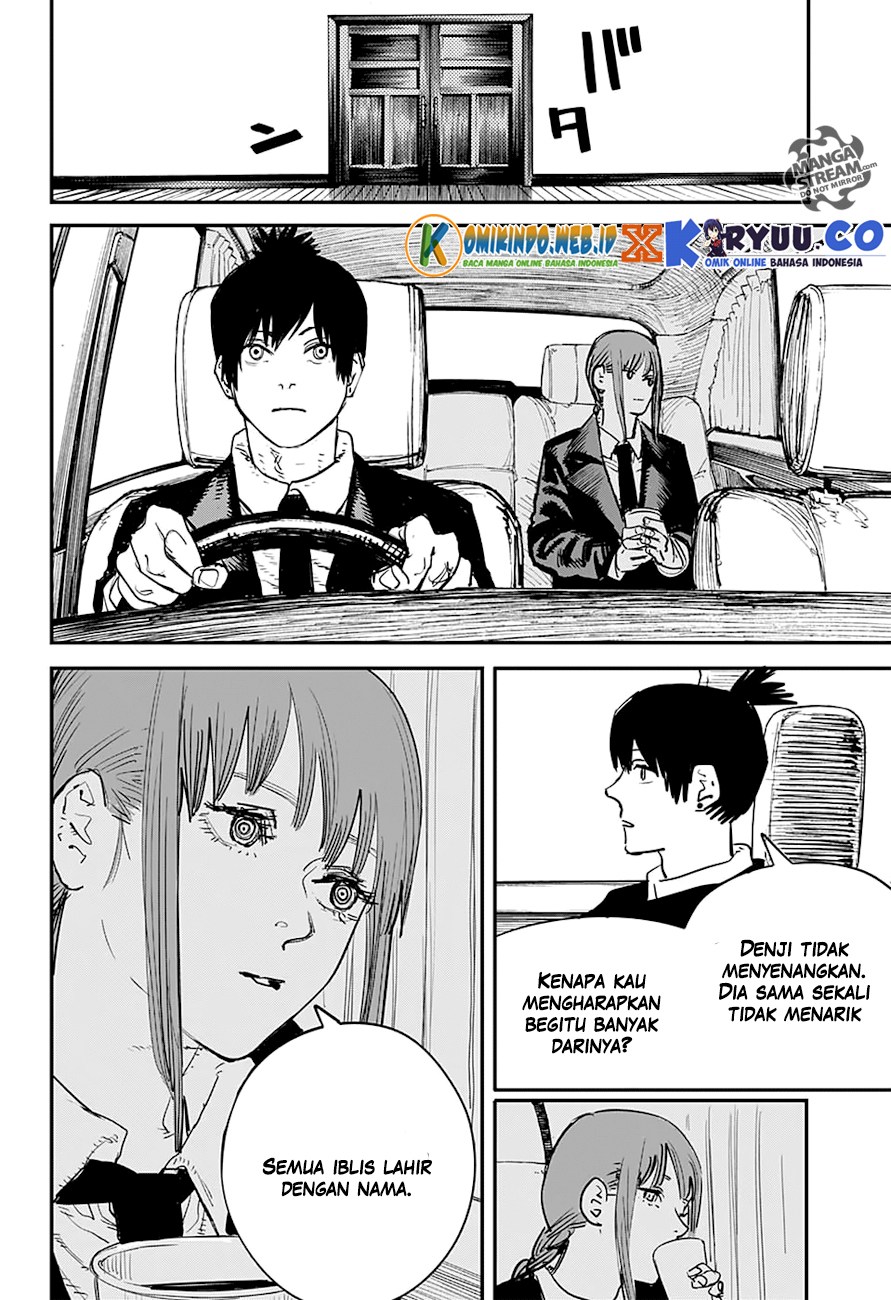 バタン
MANGA
STREAM.com
DO NOT MIRROR!
KOMIKINDO.WEB.ID X KIRYUU.CO
BACA MANGA ONLINE BAHASA INDONESIA
KOMIK ONLINE BAHASA INDONESIA
DENJI TIDAK
MENYENANGKAN.
DIA SAMA SEKALI
TIDAK MENARIK
KENAPA KAU
MENGHARAPKAN
BEGITU BANYAK
DARINYA?
SEMUA IBLIS LAHIR
DENGAN NAMA.